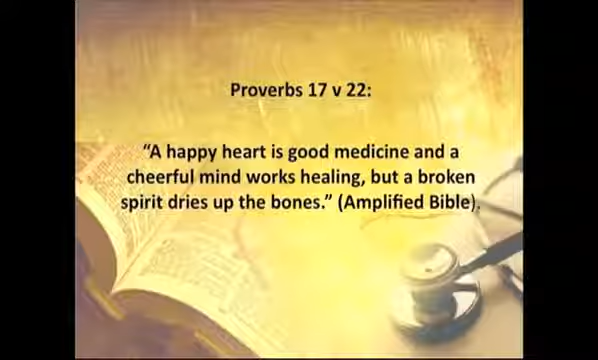 Proverbs 17 v 22:
“A happy heart is good medicine and a
cheerful mind works healing, but a broken
spirit dries up the bones.” (Amplified Bible).